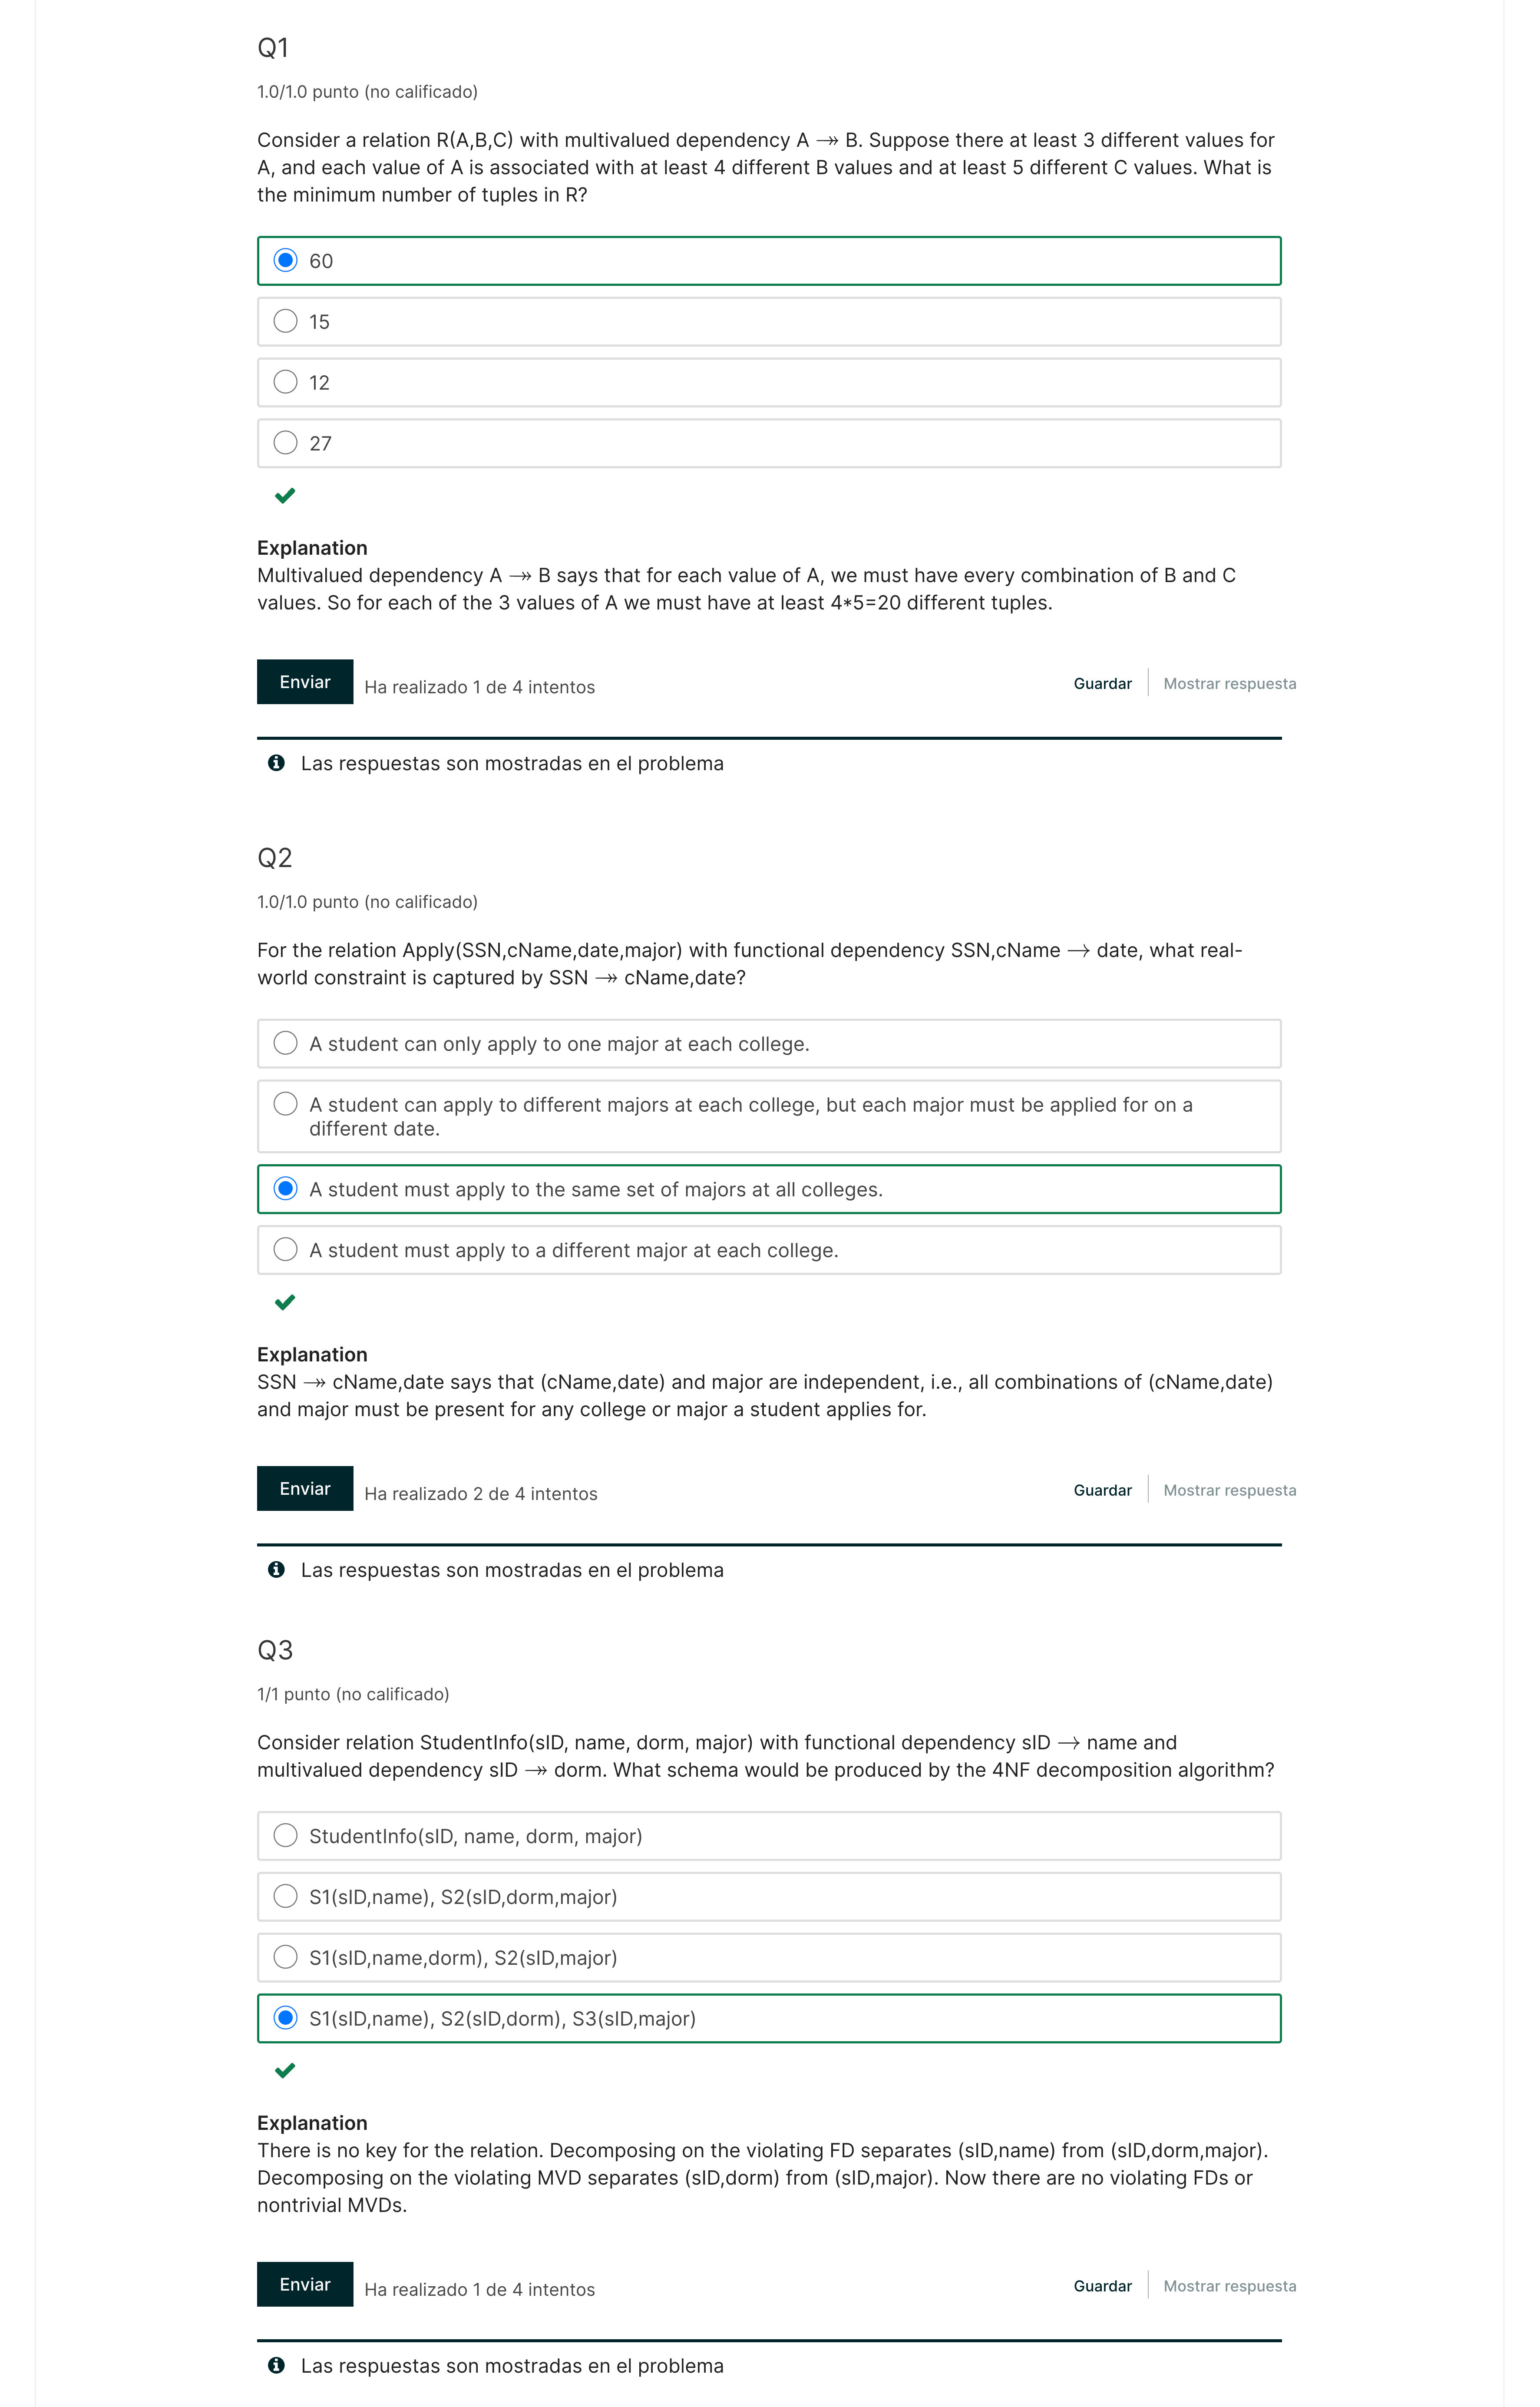 Q1
1.0/1.0 punto (no calificado)
Consider a relation R(A,B,C) with multivalued dependency A ↠ B. Suppose there at least 3 different values for
A, and each value of A is associated with at least 4 different B values and at least 5 different C values. What is
the minimum number of tuples in R?
60
15
12
27
Explanation
Multivalued dependency A ↠ B says that for each value of A, we must have every combination of B and C
values. So for each of the 3 values of A we must have at least 4*5=20 different tuples.
Enviar Ha realizado 1 de 4 intentos Guardar Mostrar respuesta
Las respuestas son mostradas en el problema
Q2
1.0/1.0 punto (no calificado)
For the relation Apply(SSN,cName,date,major) with functional dependency SSN,cName → date, what real-
world constraint is captured by SSN ↠ cName,date?
A student can only apply to one major at each college.
A student can apply to different majors at each college, but each major must be applied for on a
different date.
A student must apply to the same set of majors at all colleges.
A student must apply to a different major at each college.
Explanation
SSN ↠ cName,date says that (cName,date) and major are independent, i.e., all combinations of (cName,date)
and major must be present for any college or major a student applies for.
Enviar Ha realizado 2 de 4 intentos Guardar Mostrar respuesta
Las respuestas son mostradas en el problema
Q3
1/1 punto (no calificado)
Consider relation StudentInfo(sID, name, dorm, major) with functional dependency sID → name and
multivalued dependency sID ↠ dorm. What schema would be produced by the 4NF decomposition algorithm?
StudentInfo(sID, name, dorm, major)
S1(sID,name), S2(sID,dorm,major)
S1(sID,name,dorm), S2(sID,major)
S1(sID,name), S2(sID,dorm), S3(sID,major)
Explanation
There is no key for the relation. Decomposing on the violating FD separates (sID,name) from (sID,dorm,major).
Decomposing on the violating MVD separates (sID,dorm) from (sID,major). Now there are no violating FDs or
nontrivial MVDs.
Enviar Ha realizado 1 de 4 intentos Guardar Mostrar respuesta
Las respuestas son mostradas en el problema